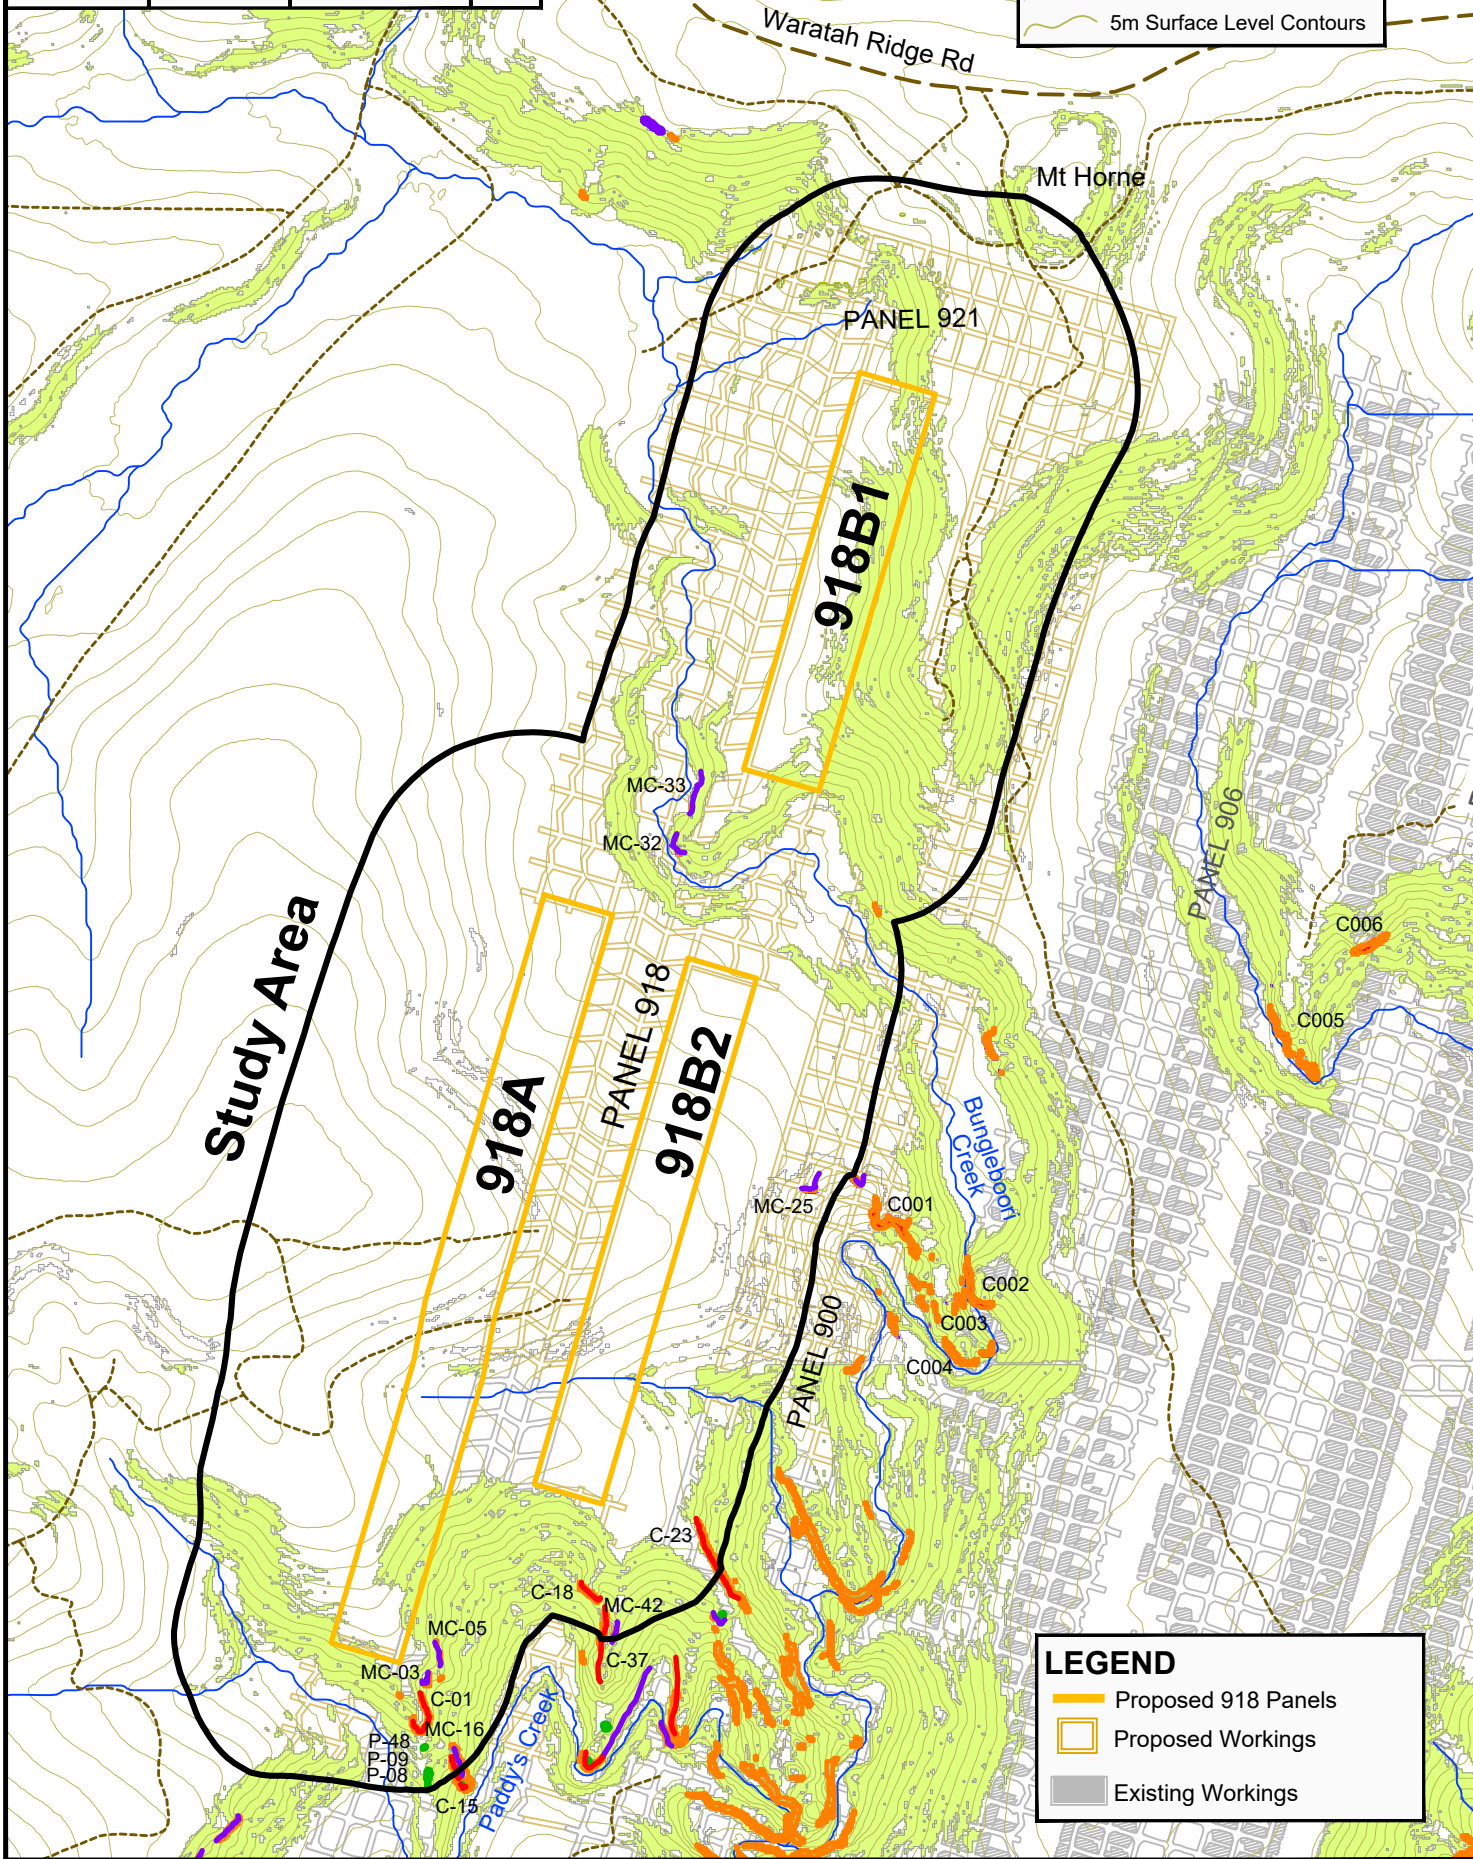 5m Surface Level Contours
Waratah Ridge Rd
Mt Horne
PANEL 921
918B1
MC-33
MC-32
PANEL 906
Study Area
C006
C005
PANEL 918
918A
918B2
Bungleboori
Creek
MC-25
C001
C002
C003
C004
PANEL 900
C-23
C-18
MC-42
MC-05
C-37
MC-03
C-01
MC-16
P-48
P-09
P-08
C-15
Paddy's Creek
LEGEND
Proposed 918 Panels
Proposed Workings
Existing Workings